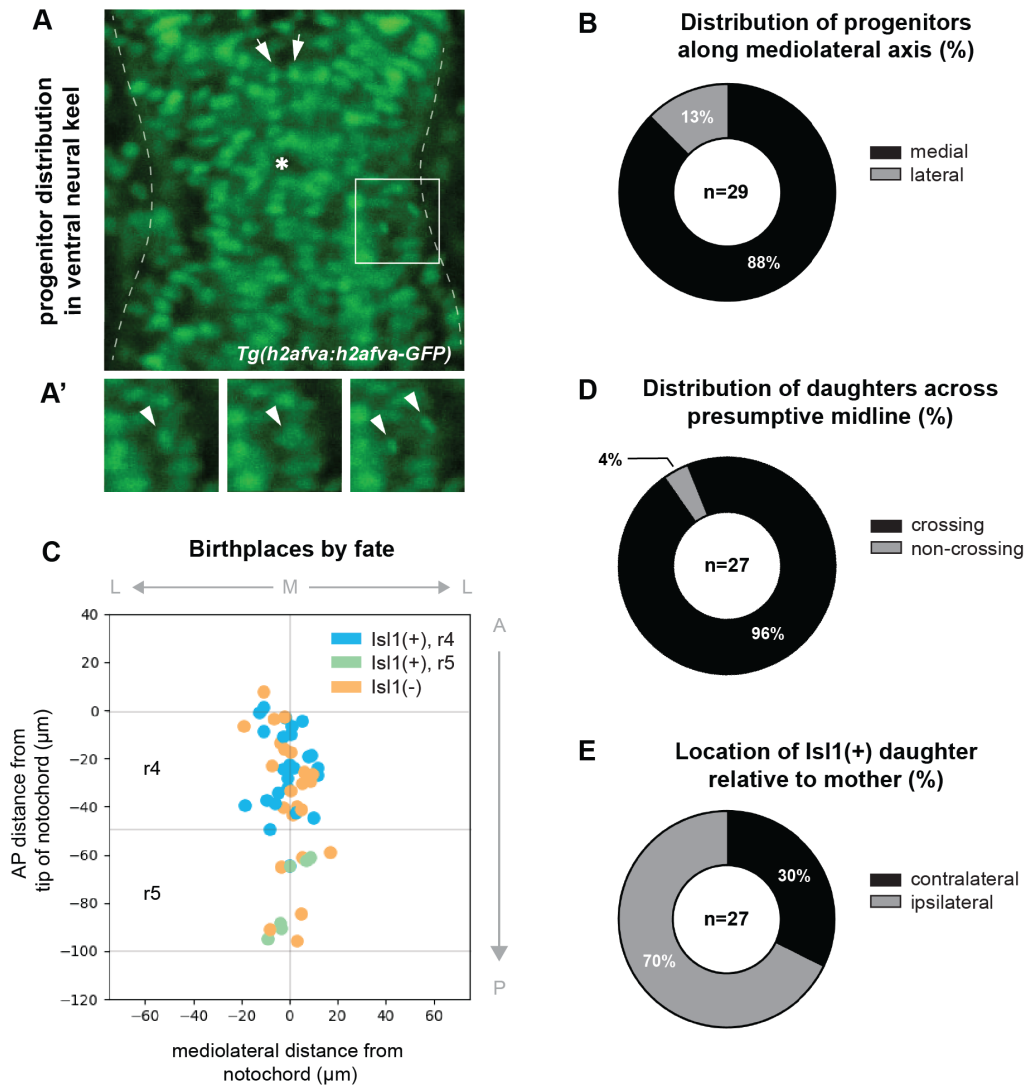 A
progenitor distribution
in ventral neural keel
*
Tg(h2afva:h2afva-GFP)
A’
B
Distribution of progenitors
along mediolateral axis (%)
13%
88%
n=29
medial
lateral
C
Birthplaces by fate
L
M
L
Isl1(+), r4
Isl1(+), r5
Isl1(-)
40
20
0
−20
−40
−60
−80
−100
−120
r4
r5
AP distance from
tip of notochord (µm)
−60
−40
−20
0
20
40
60
mediolateral distance from
notochord (µm)
A
P
D
Distribution of daughters across
presumptive midline (%)
4%
96%
n=27
crossing
non-crossing
E
Location of Isl1(+) daughter
relative to mother (%)
30%
70%
n=27
contralateral
ipsilateral